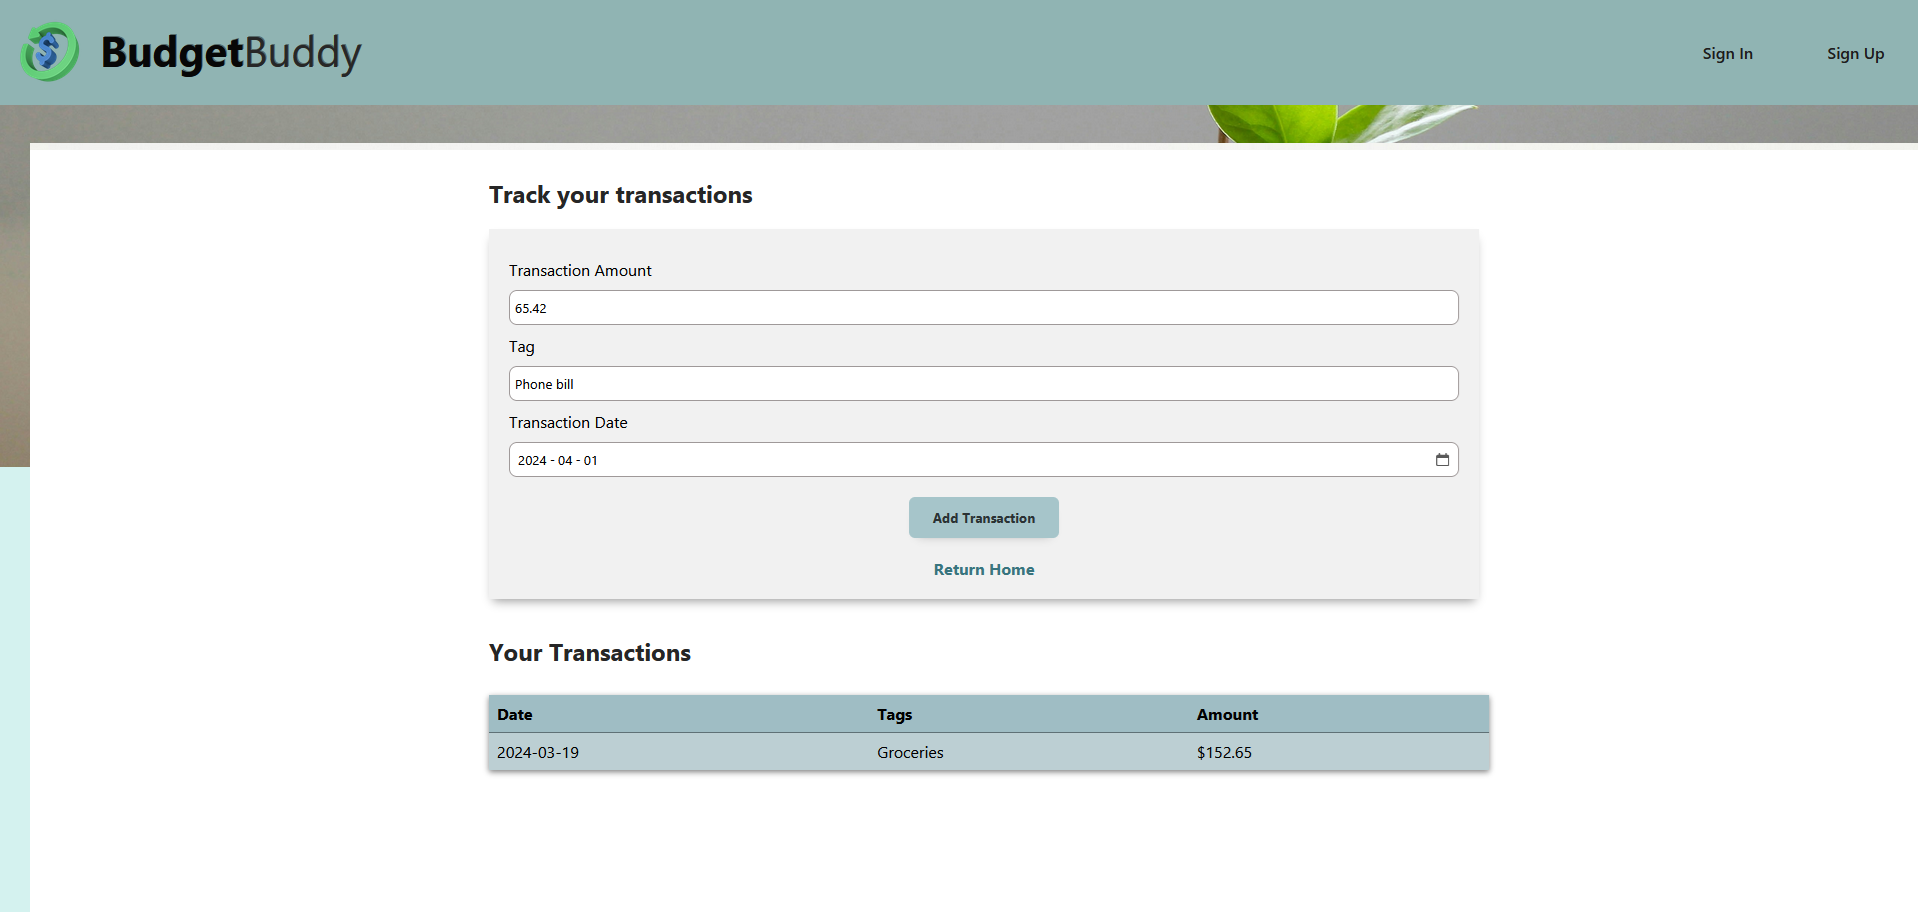 BudgetBuddy
Sign In
Sign Up
Track your transactions
Transaction Amount
65.42
Tag
Phone bill
Transaction Date
2024 - 04 - 01
Add Transaction
Return Home
Your Transactions
Date Tags Amount
2024-03-19 Groceries $152.65